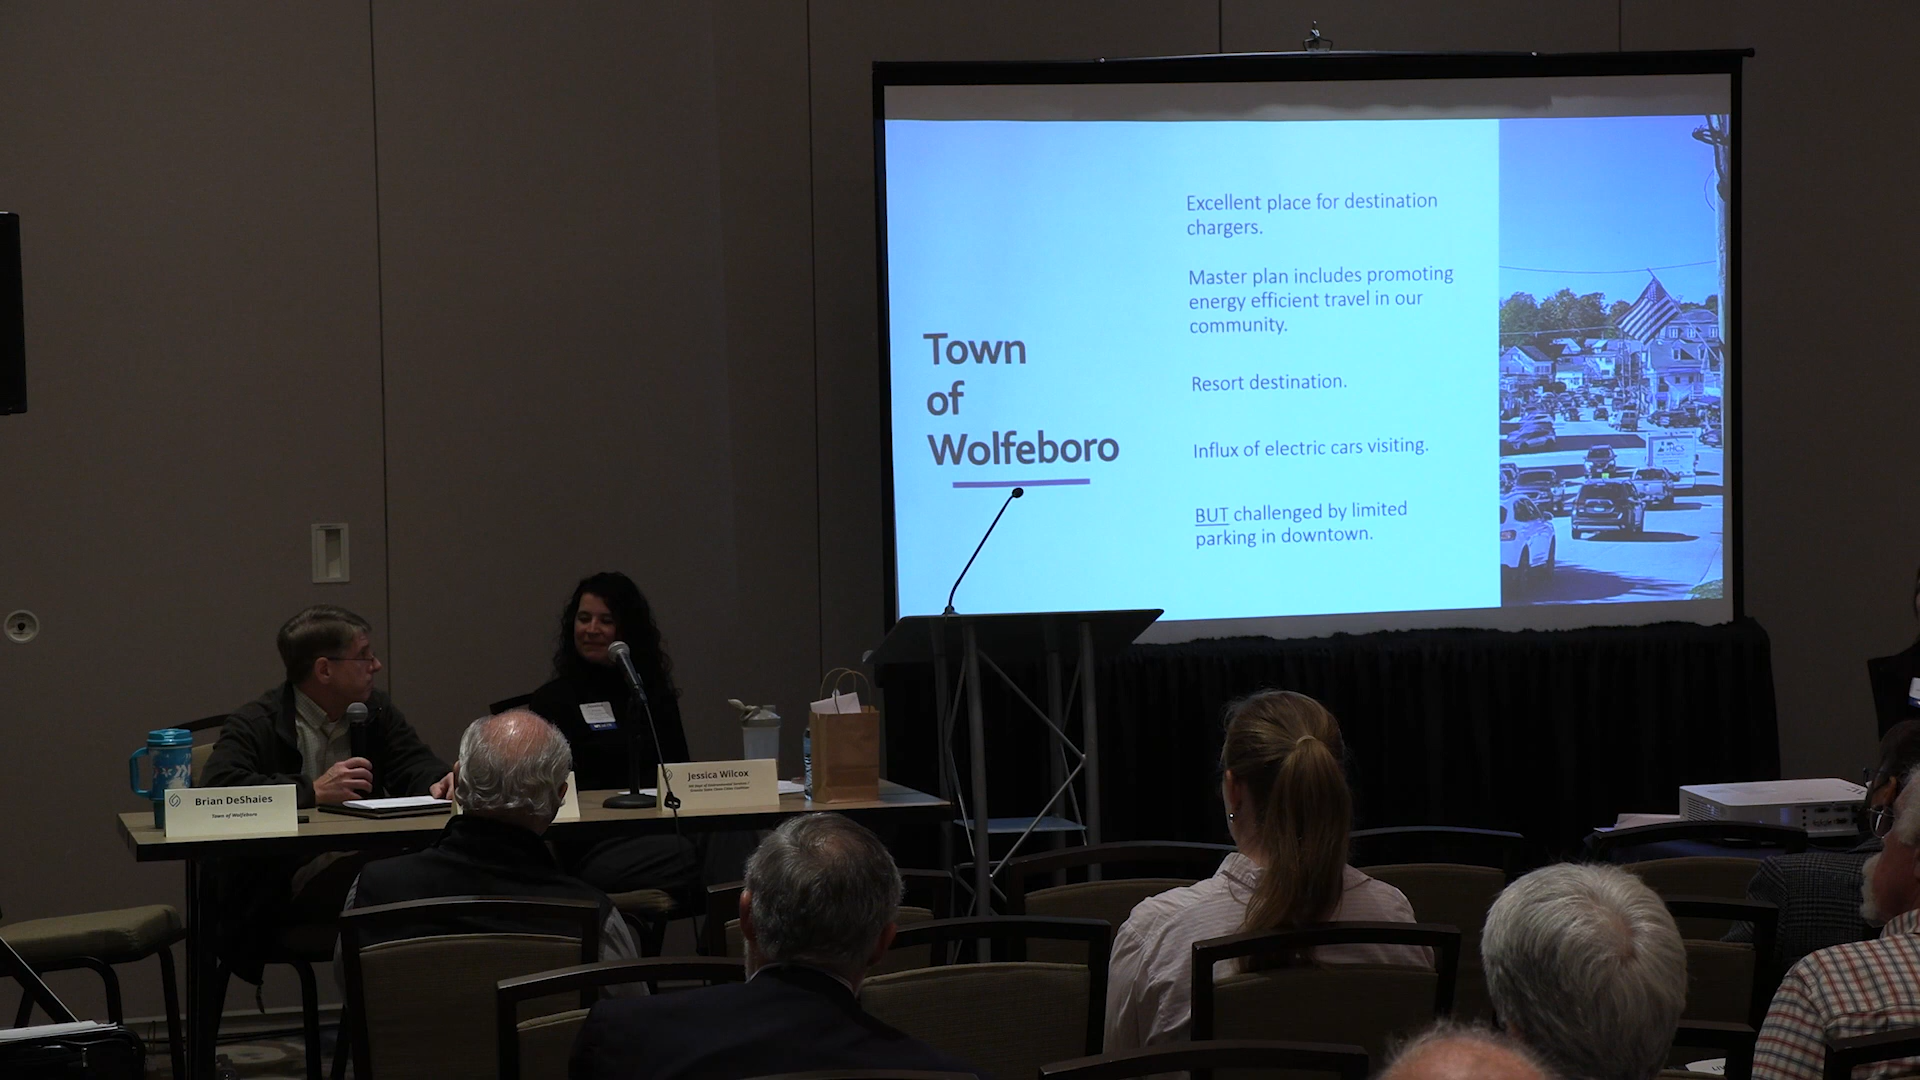 Town
of
Wolfeboro
Excellent place for destination
chargers.
Master plan includes promoting
energy efficient travel in our
community.
Resort destination.
Influx of electric cars visiting.
BUT challenged by limited
parking in downtown.
Brian DeShaies
Town of Wolfeboro
Jessica Wilcox